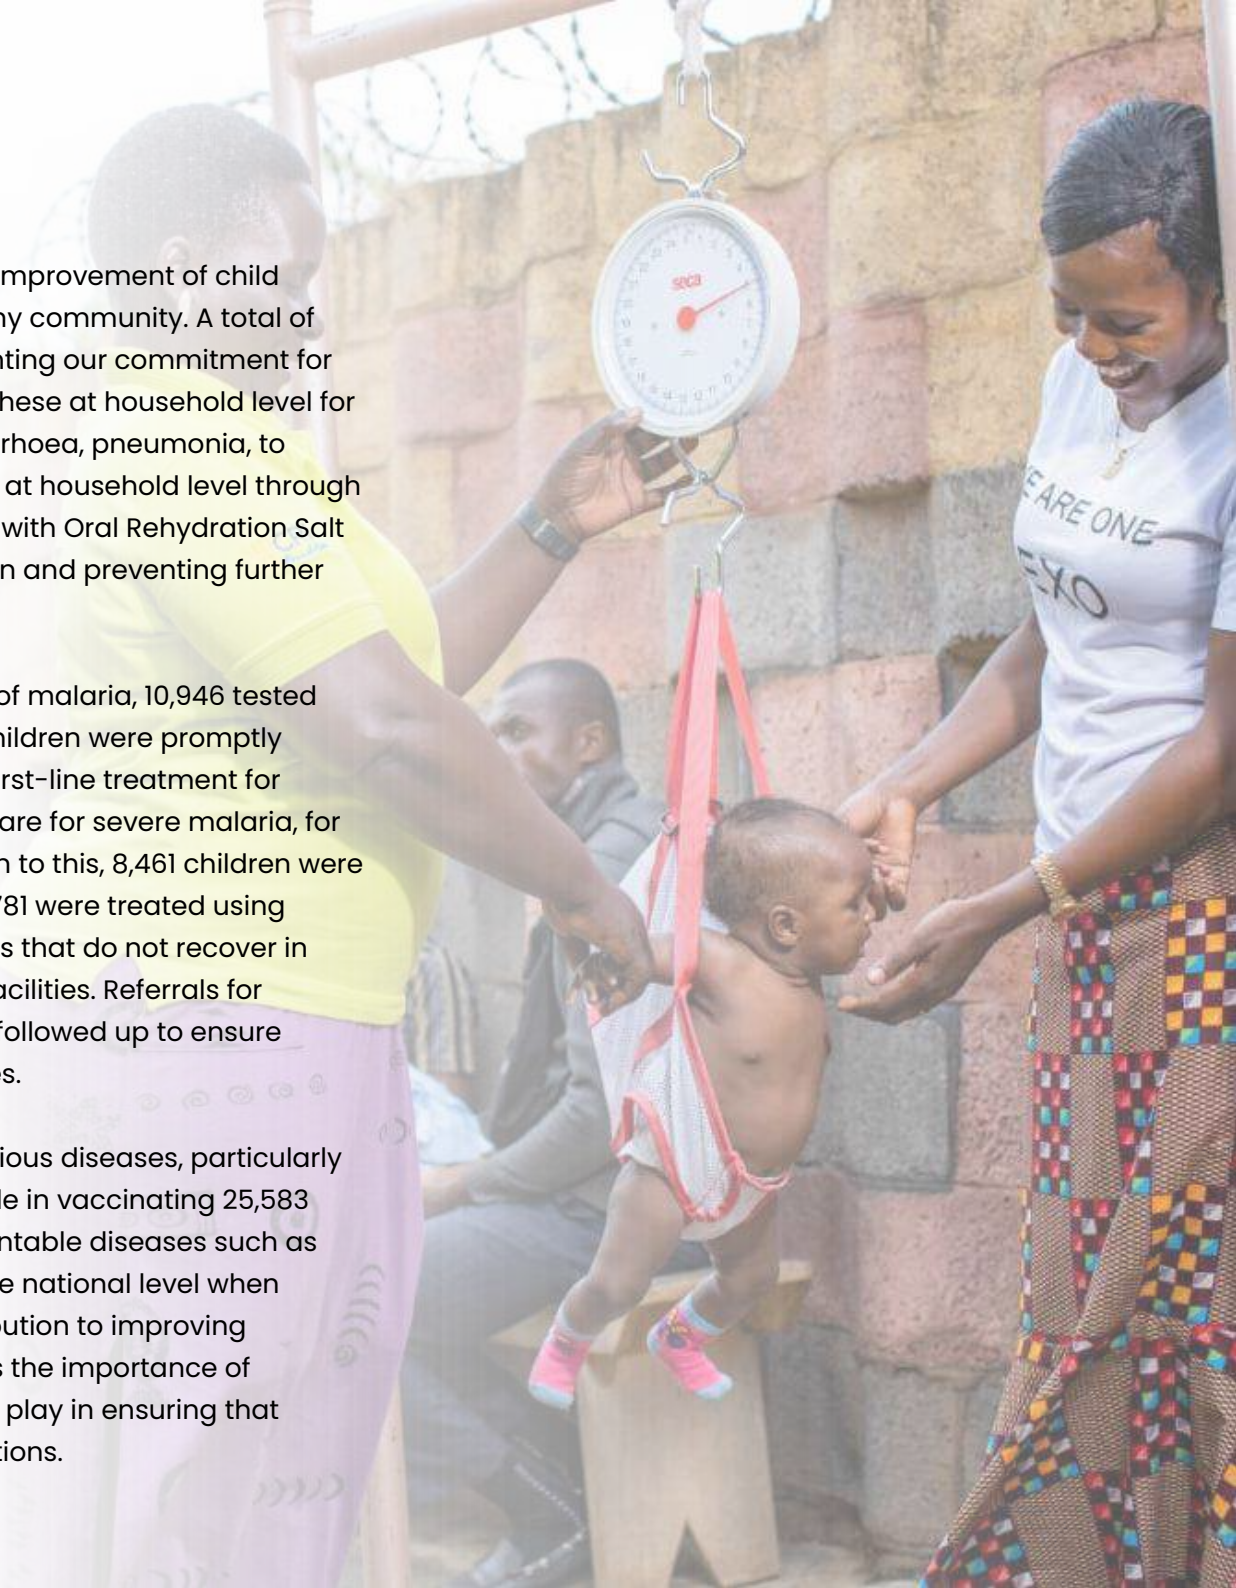 mprovement of child
ny community. A total of
nting our commitment for
hese at household level for
rhoea, pneumonia, to
at household level through
with Oral Rehydration Salt
n and preventing further
of malaria, 10,946 tested
hildren were promptly
rst-line treatment for
are for severe malaria, for
n to this, 8,461 children were
781 were treated using
s that do not recover in
acilities. Referrals for
followed up to ensure
es.
ious diseases, particularly
le in vaccinating 25,583
ntable diseases such as
e national level when
bution to improving
s the importance of
play in ensuring that
tions.
seca
E ARE ONE
EXO